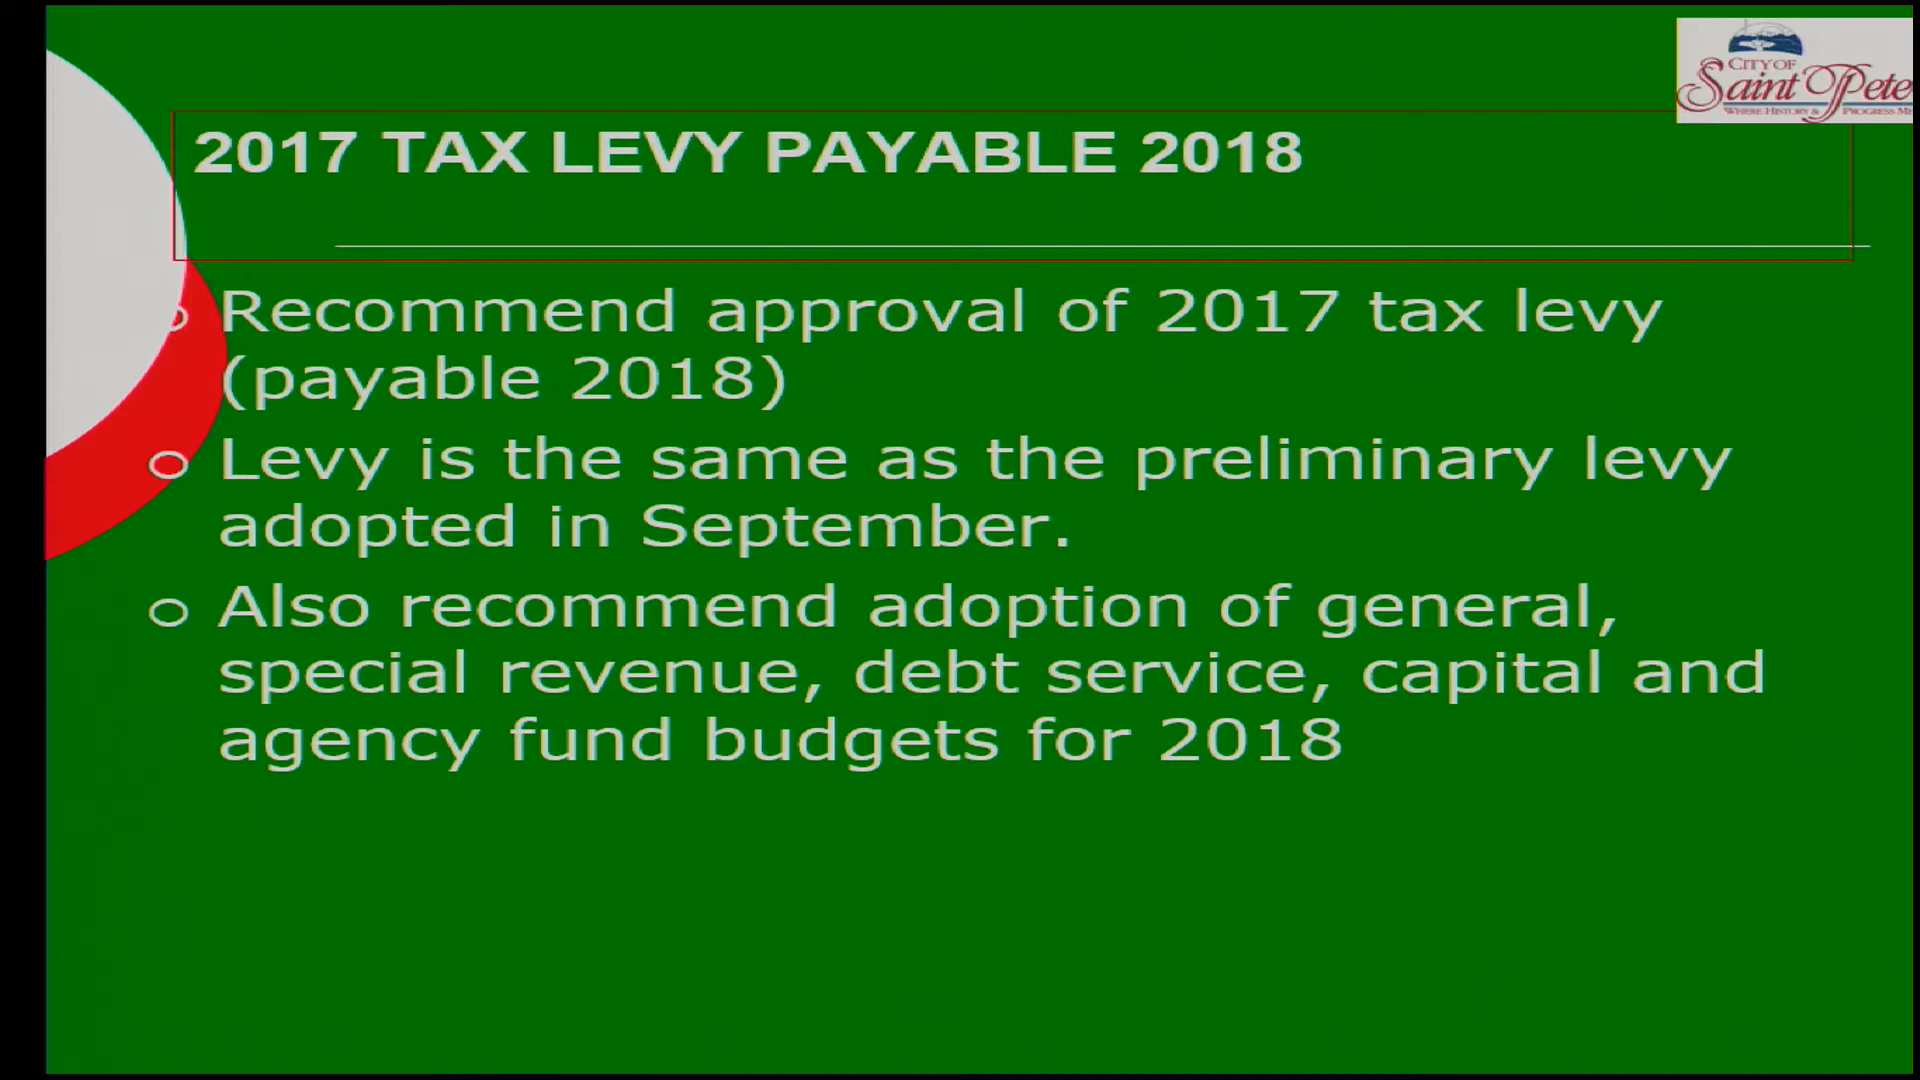 CITY OF
Saint Pete
WHERE HISTORY &
2017 TAX LEVY PAYABLE 2018
o Recommend approval of 2017 tax levy
(payable 2018)
o Levy is the same as the preliminary levy
adopted in September.
o Also recommend adoption of general,
special revenue, debt service, capital and
agency fund budgets for 2018